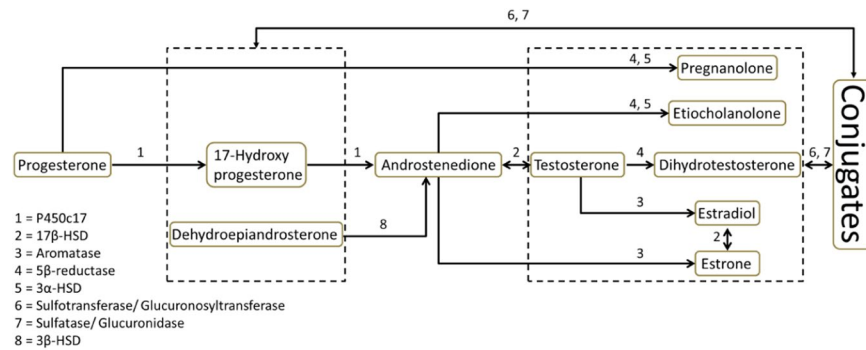 6, 7
4, 5
Pregnanolone
4, 5
Etiocholanolone
Progesterone
1
17-Hydroxy
progesterone
1
Androstenedione
2
Testosterone
4
Dihydrotestosterone
6, 7
Conjugates
3
Estradiol
Dehydroepiandrosterone
8
2
3
Estrone
1 = P450c17
2 = 17β-HSD
3 = Aromatase
4 = 5β-reductase
5 = 3α-HSD
6 = Sulfotransferase/ Glucuronosyltransferase
7 = Sulfatase/ Glucuronidase
8 = 3β-HSD